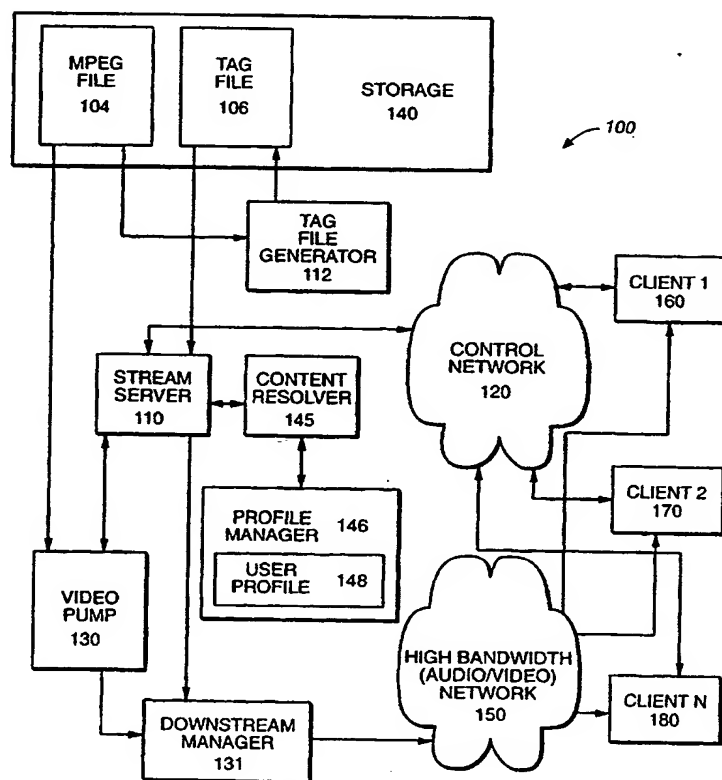 MPEG
FILE
104
TAG
FILE
106
STORAGE
140
100
TAG
FILE
GENERATOR
112
CLIENT 1
160
CONTROL
NETWORK
120
STREAM
SERVER
110
CONTENT
RESOLVER
145
CLIENT 2
170
PROFILE
MANAGER
146
USER
PROFILE
148
VIDEO
PUMP
130
HIGH BANDWIDTH
(AUDIO/VIDEO)
NETWORK
150
CLIENT N
180
DOWNSTREAM
MANAGER
131